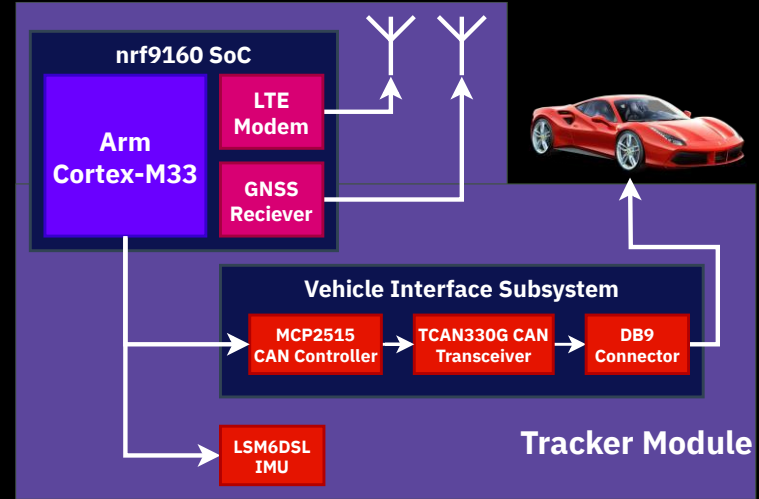 nrf9160 SoC
Arm
Cortex-M33
LTE
Modem
GNSS
Reciever
Vehicle Interface Subsystem
MCP2515
CAN Controller
TCAN330G CAN
Transceiver
DB9
Connector
LSM6DSL
IMU
Tracker Module